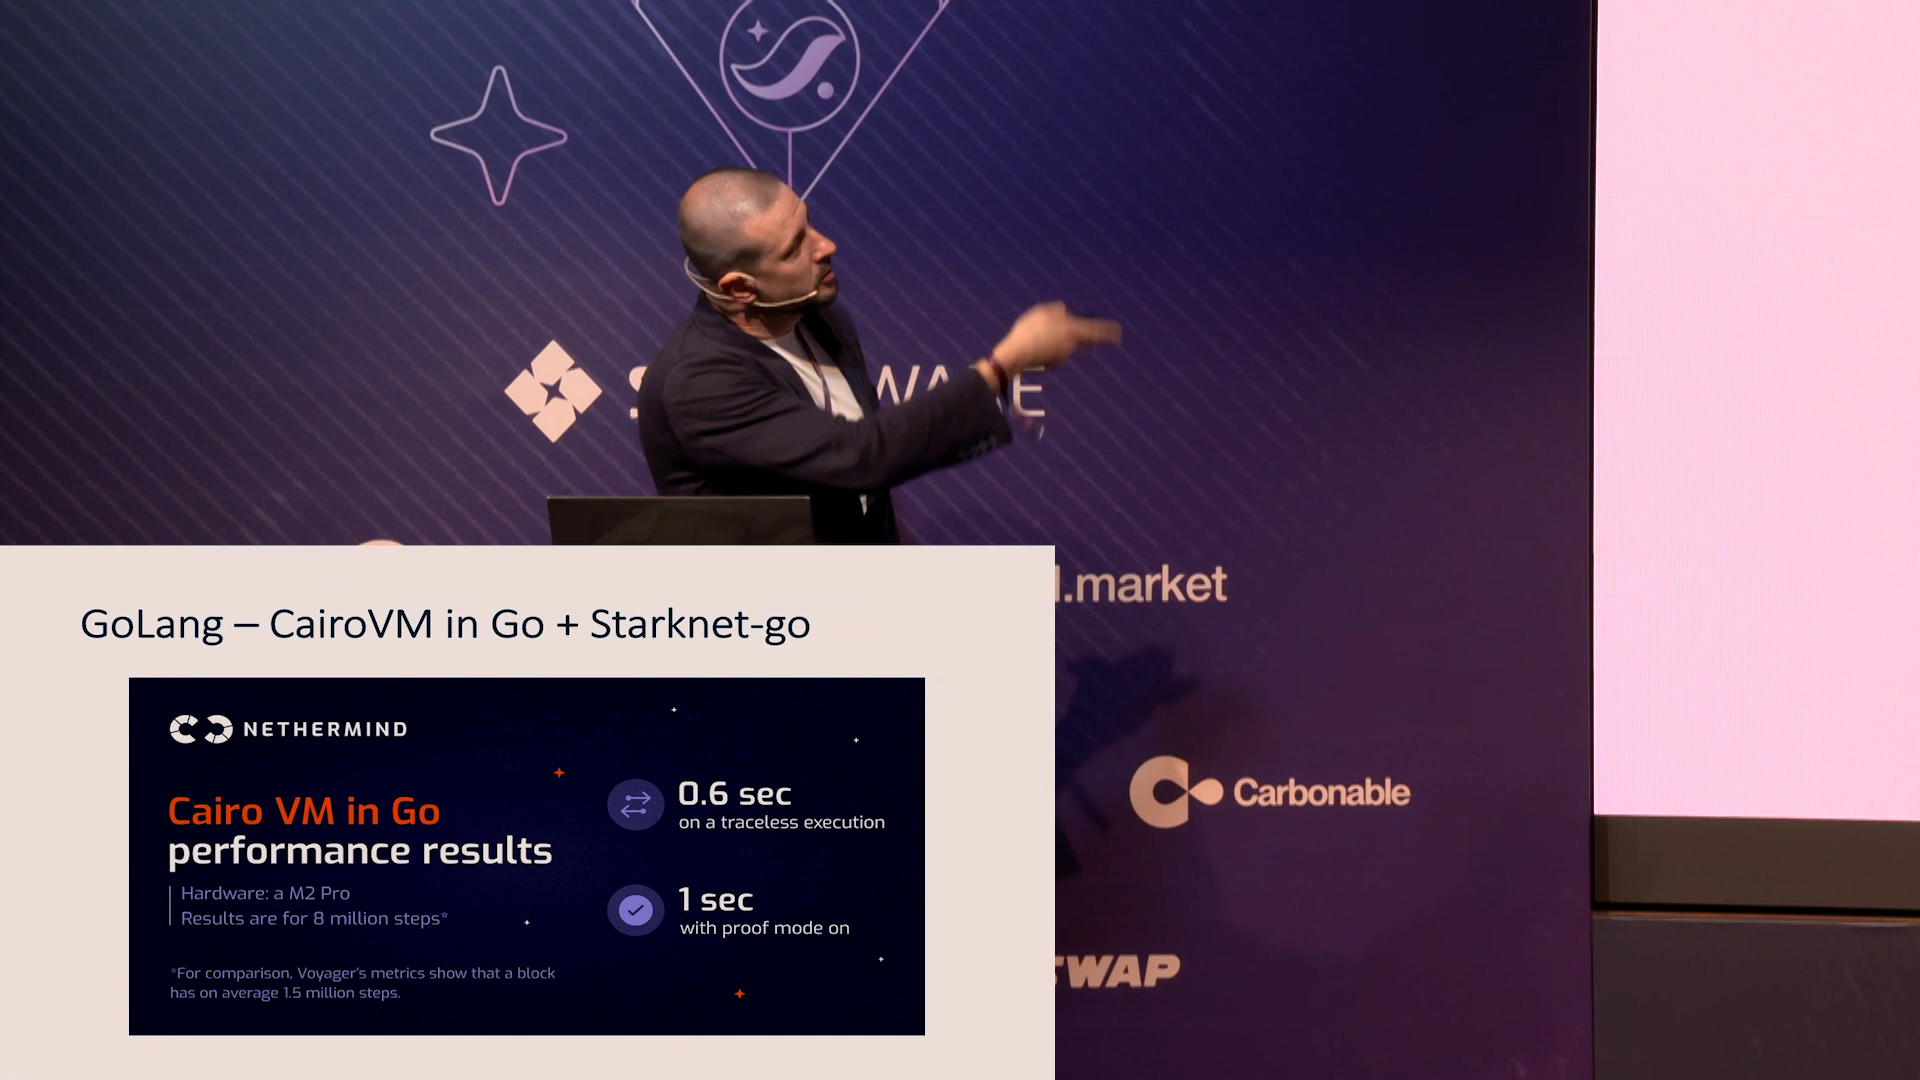 GoLang – CairoVM in Go + Starknet-go
NETHERMIND
Cairo VM in Go
performance results
Hardware: a M2 Pro
Results are for 8 million steps*
*For comparison, Voyager's metrics show that a block
has on average 1.5 million steps.
0.6 sec
on a traceless execution
1 sec
with proof mode on
.market
Carbonable
WAP